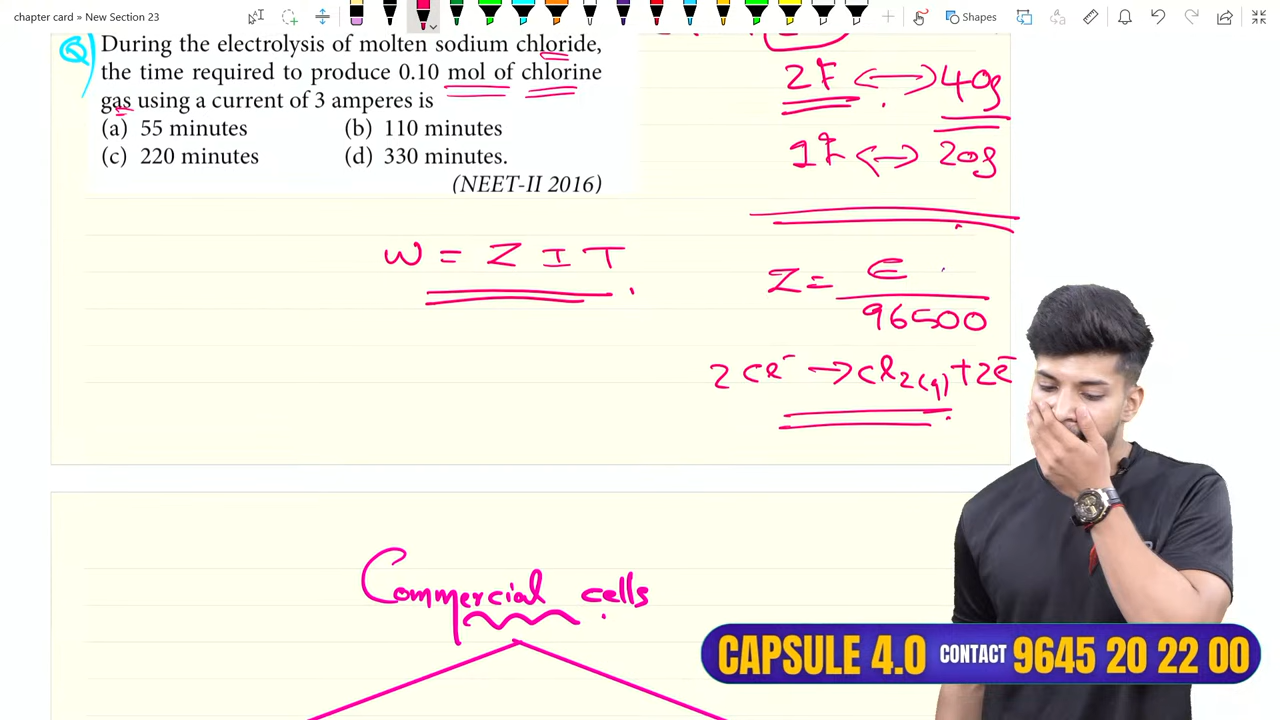 chapter card » New Section 23
Shapes
Q) During the electrolysis of molten sodium chloride,
the time required to produce 0.10 mol of chlorine
gas using a current of 3 amperes is
(a) 55 minutes (b) 110 minutes
(c) 220 minutes (d) 330 minutes.
(NEET-II 2016)
2F ⟷ 40g
1F ⟷ 20g
W = Z I T
Z = E
96500
2Cl⁻ → Cl₂(g) + 2e⁻
Commercial cells
CAPSULE 4.0 CONTACT 9645 20 22 00